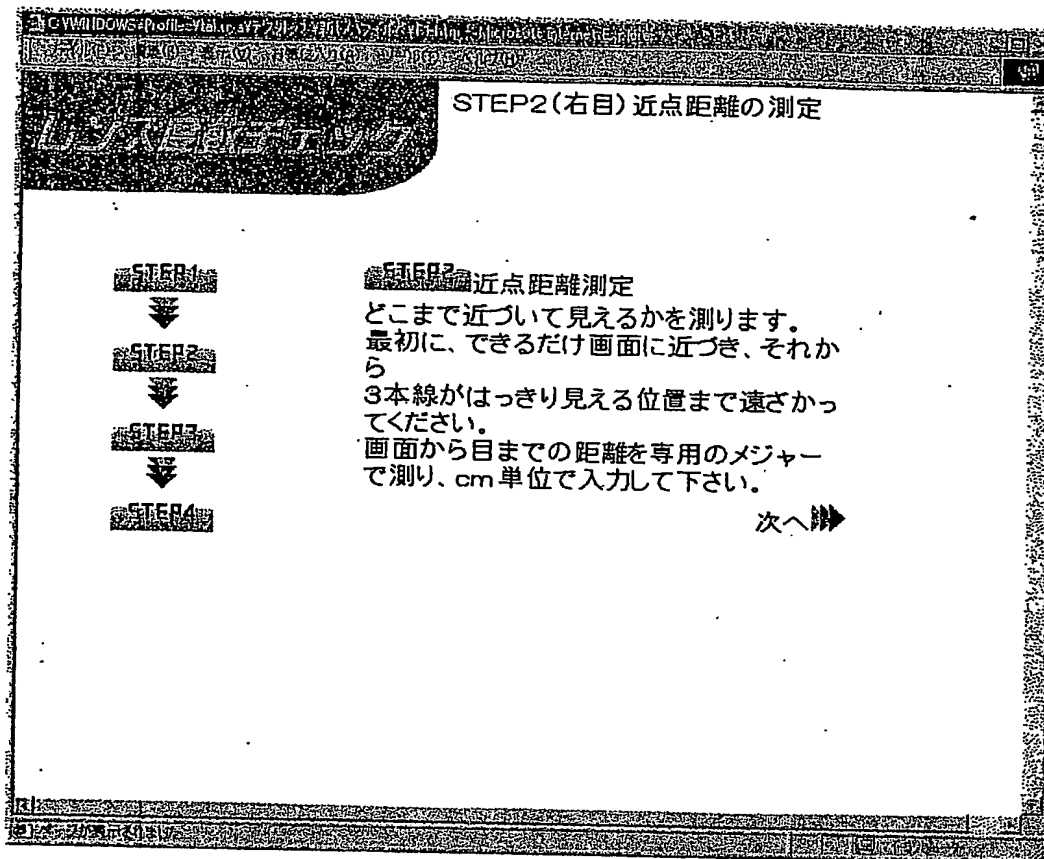 STEP2(右目)近点距離の測定
STEP1
STEP2
STEP3
STEP4
STEP2近点距離測定
どこまで近づいて見えるかを測ります。
最初に、できるだけ画面に近づき、それか
ら
3本線がはっきり見える位置まで遠ざかっ
てください。
画面から目までの距離を専用のメジャー
で測り、cm単位で入力して下さい。
次へ